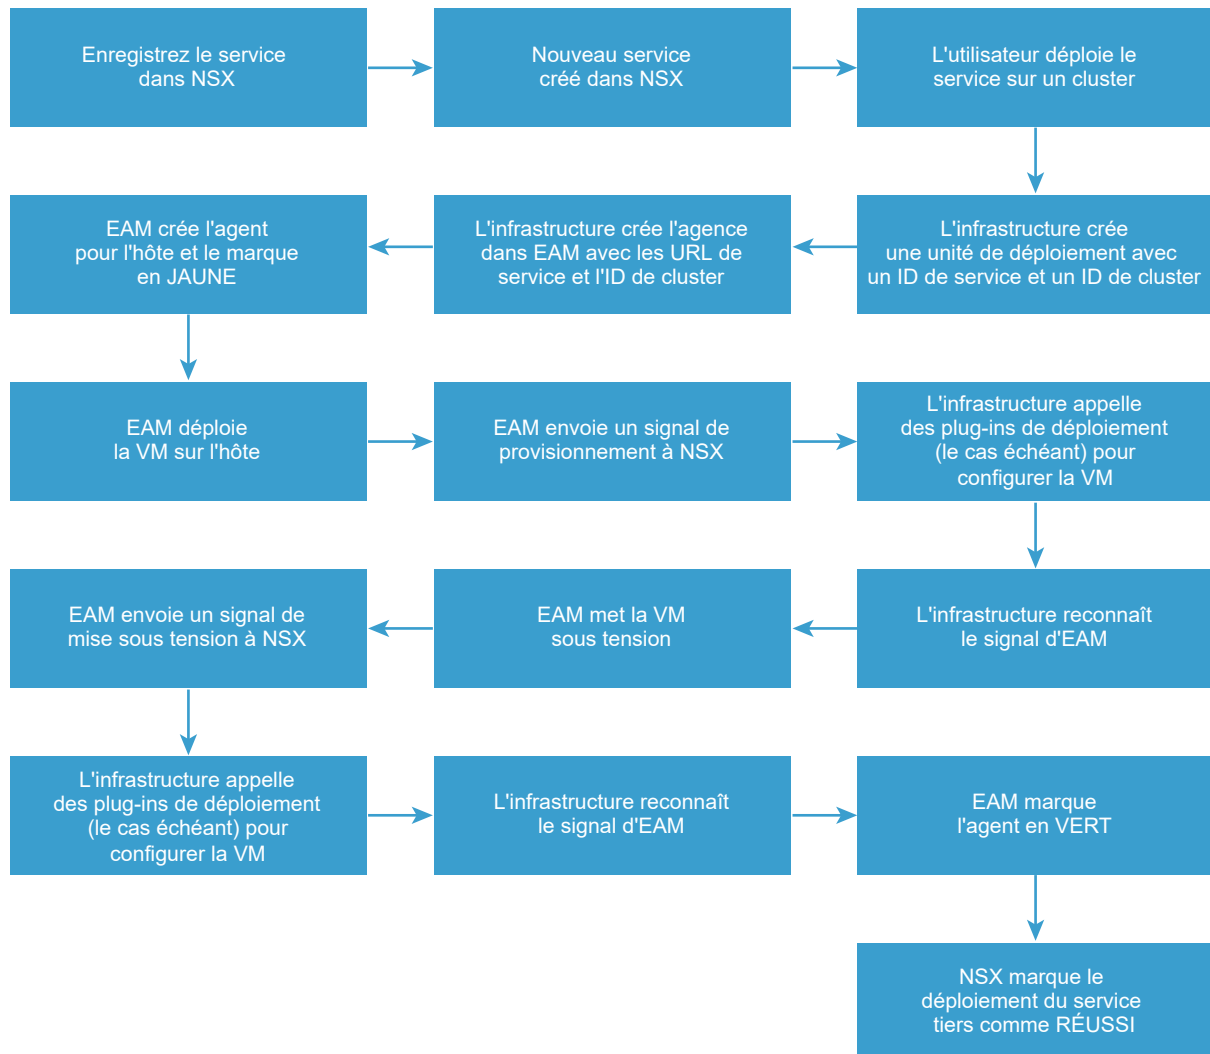 Enregistrez le service
dans NSX
Nouveau service
créé dans NSX
L'utilisateur déploie le
service sur un cluster
L'infrastructure crée
une unité de déploiement avec
un ID de service et un ID de cluster
L'infrastructure crée l'agence
dans EAM avec les URL de
service et l'ID de cluster
EAM crée l'agent
pour l'hôte et le marque
en JAUNE
EAM déploie
la VM sur l'hôte
EAM envoie un signal de
provisionnement à NSX
L'infrastructure appelle
des plug-ins de déploiement
(le cas échéant) pour
configurer la VM
L'infrastructure reconnaît
le signal d'EAM
EAM met la VM
sous tension
EAM envoie un signal de
mise sous tension à NSX
L'infrastructure appelle
des plug-ins de déploiement
(le cas échéant) pour
configurer la VM
L'infrastructure reconnaît
le signal d'EAM
EAM marque
l'agent en VERT
NSX marque le
déploiement du service
tiers comme RÉUSSI